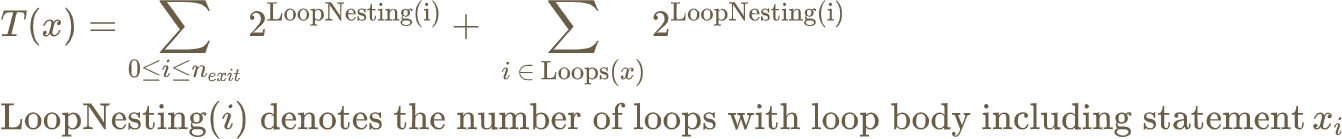 T(x) = ∑_{0≤i≤n_{exit}} 2^{LoopNesting(i)} + ∑_{i ∈ Loops(x)} 2^{LoopNesting(i)}
LoopNesting(i) denotes the number of loops with loop body including statement x_i